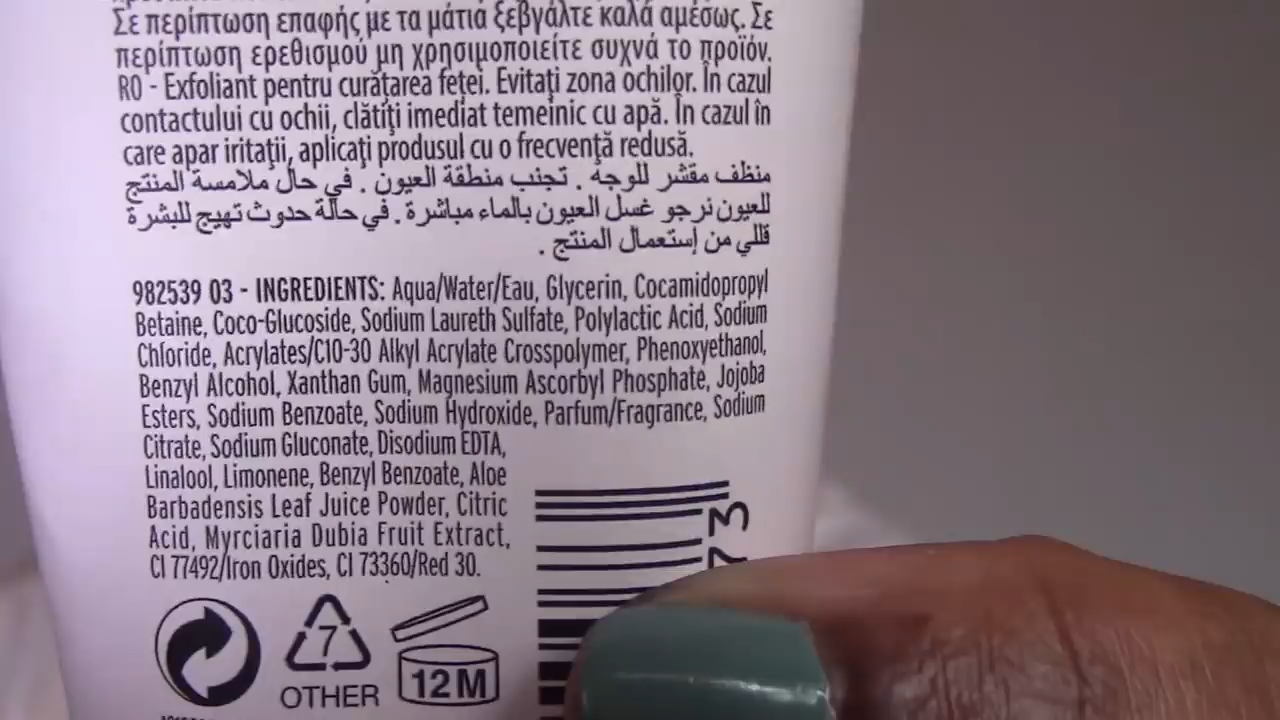 Σε περίπτωση επαφής με τα μάτια ξεβγάλτε καλά αμέσως. Σε
περίπτωση ερεθισμού μη χρησιμοποιείτε συχνά το προϊόν.
RO - Exfoliant pentru curăţarea feţei. Evitaţi zona ochilor. În cazul
contactului cu ochii, clătiţi imediat temeinic cu apă. În cazul în
care apar iritaţii, aplicaţi produsul cu o frecvenţă redusă.
منظف مقشر للوجه . تجنب منطقة العيون . في حال ملامسة المنتج
للعيون نرجو غسل العيون بالماء مباشرة . في حالة حدوث تهيج للبشرة
قللي من إستعمال المنتج .
982539 03 - INGREDIENTS: Aqua/Water/Eau, Glycerin, Cocamidopropyl
Betaine, Coco-Glucoside, Sodium Laureth Sulfate, Polylactic Acid, Sodium
Chloride, Acrylates/C10-30 Alkyl Acrylate Crosspolymer, Phenoxyethanol,
Benzyl Alcohol, Xanthan Gum, Magnesium Ascorbyl Phosphate, Jojoba
Esters, Sodium Benzoate, Sodium Hydroxide, Parfum/Fragrance, Sodium
Citrate, Sodium Gluconate, Disodium EDTA,
Linalool, Limonene, Benzyl Benzoate, Aloe
Barbadensis Leaf Juice Powder, Citric
Acid, Myrciaria Dubia Fruit Extract,
CI 77492/Iron Oxides, CI 73360/Red 30.
7
OTHER
12M